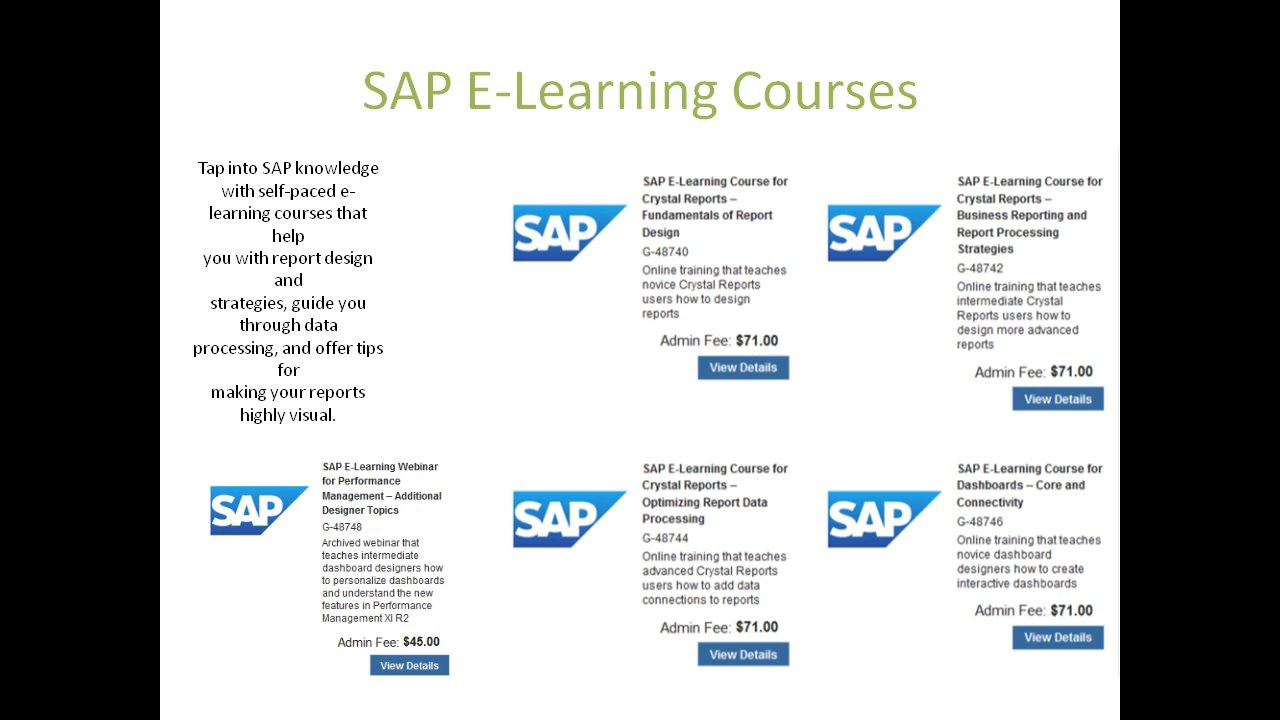 SAP E-Learning Courses
Tap into SAP knowledge
with self-paced e-
learning courses that
help
you with report design
and
strategies, guide you
through data
processing, and offer tips
for
making your reports
highly visual.
SAP
SAP E-Learning Course for
Crystal Reports –
Fundamentals of Report
Design
G-48740
Online training that teaches
novice Crystal Reports
users how to design
reports
Admin Fee: $71.00
View Details
SAP
SAP E-Learning Course for
Crystal Reports –
Business Reporting and
Report Processing
Strategies
G-48742
Online training that teaches
intermediate Crystal
Reports users how to
design more advanced
reports
Admin Fee: $71.00
View Details
SAP
SAP E-Learning Webinar
for Performance
Management – Additional
Designer Topics
G-48748
Archived webinar that
teaches intermediate
dashboard designers how
to personalize dashboards
and understand the new
features in Performance
Management XI R2
Admin Fee: $45.00
View Details
SAP
SAP E-Learning Course for
Crystal Reports –
Optimizing Report Data
Processing
G-48744
Online training that teaches
advanced Crystal Reports
users how to add data
connections to reports
Admin Fee: $71.00
View Details
SAP
SAP E-Learning Course for
Dashboards – Core and
Connectivity
G-48746
Online training that teaches
novice dashboard
designers how to create
interactive dashboards
Admin Fee: $71.00
View Details